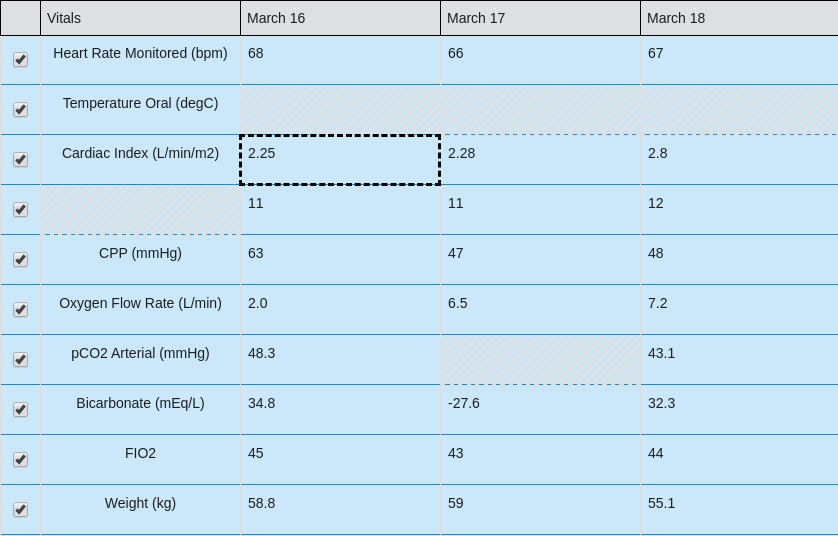 Vitals March 16 March 17 March 18
Heart Rate Monitored (bpm) 68 66 67
Temperature Oral (degC)
Cardiac Index (L/min/m2) 2.25 2.28 2.8
11 11 12
CPP (mmHg) 63 47 48
Oxygen Flow Rate (L/min) 2.0 6.5 7.2
pCO2 Arterial (mmHg) 48.3 43.1
Bicarbonate (mEq/L) 34.8 -27.6 32.3
FIO2 45 43 44
Weight (kg) 58.8 59 55.1